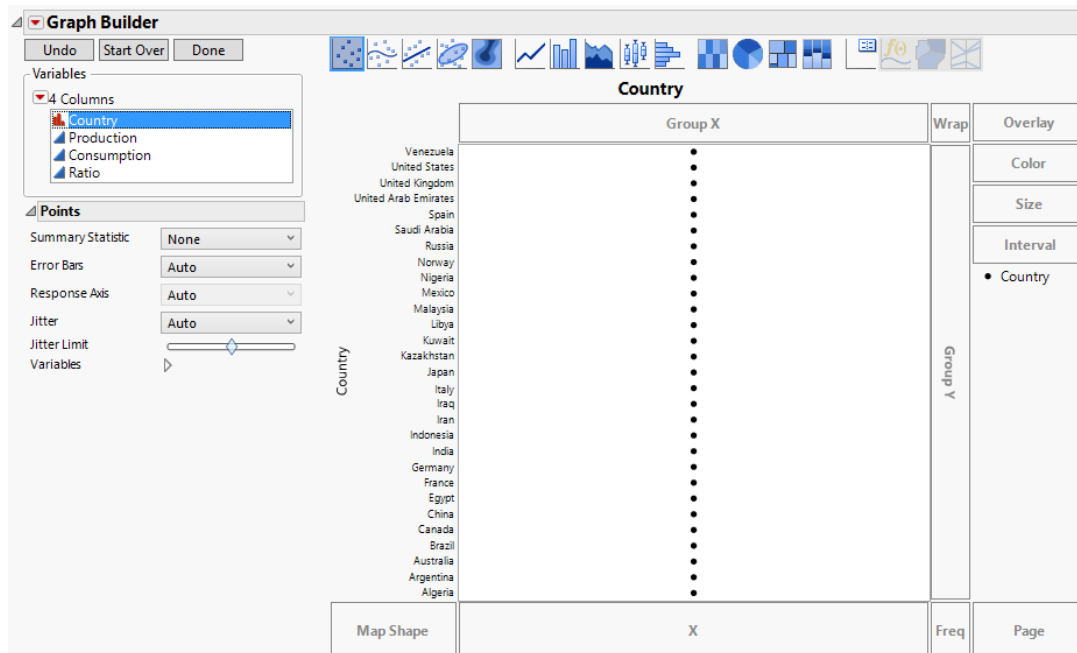 Graph Builder
Undo
Start Over
Done
Variables
4 Columns
Country
Production
Consumption
Ratio
Points
Summary Statistic
None
Error Bars
Auto
Response Axis
Auto
Jitter
Auto
Jitter Limit
Variables
Country
Group X
Wrap
Overlay
Color
Size
Interval
Country
Venezuela
United States
United Kingdom
United Arab Emirates
Spain
Saudi Arabia
Russia
Norway
Nigeria
Mexico
Malaysia
Libya
Kuwait
Kazakhstan
Japan
Italy
Iraq
Iran
Indonesia
India
Germany
France
Egypt
China
Canada
Brazil
Australia
Argentina
Algeria
Country
Group Y
Map Shape
X
Freq
Page